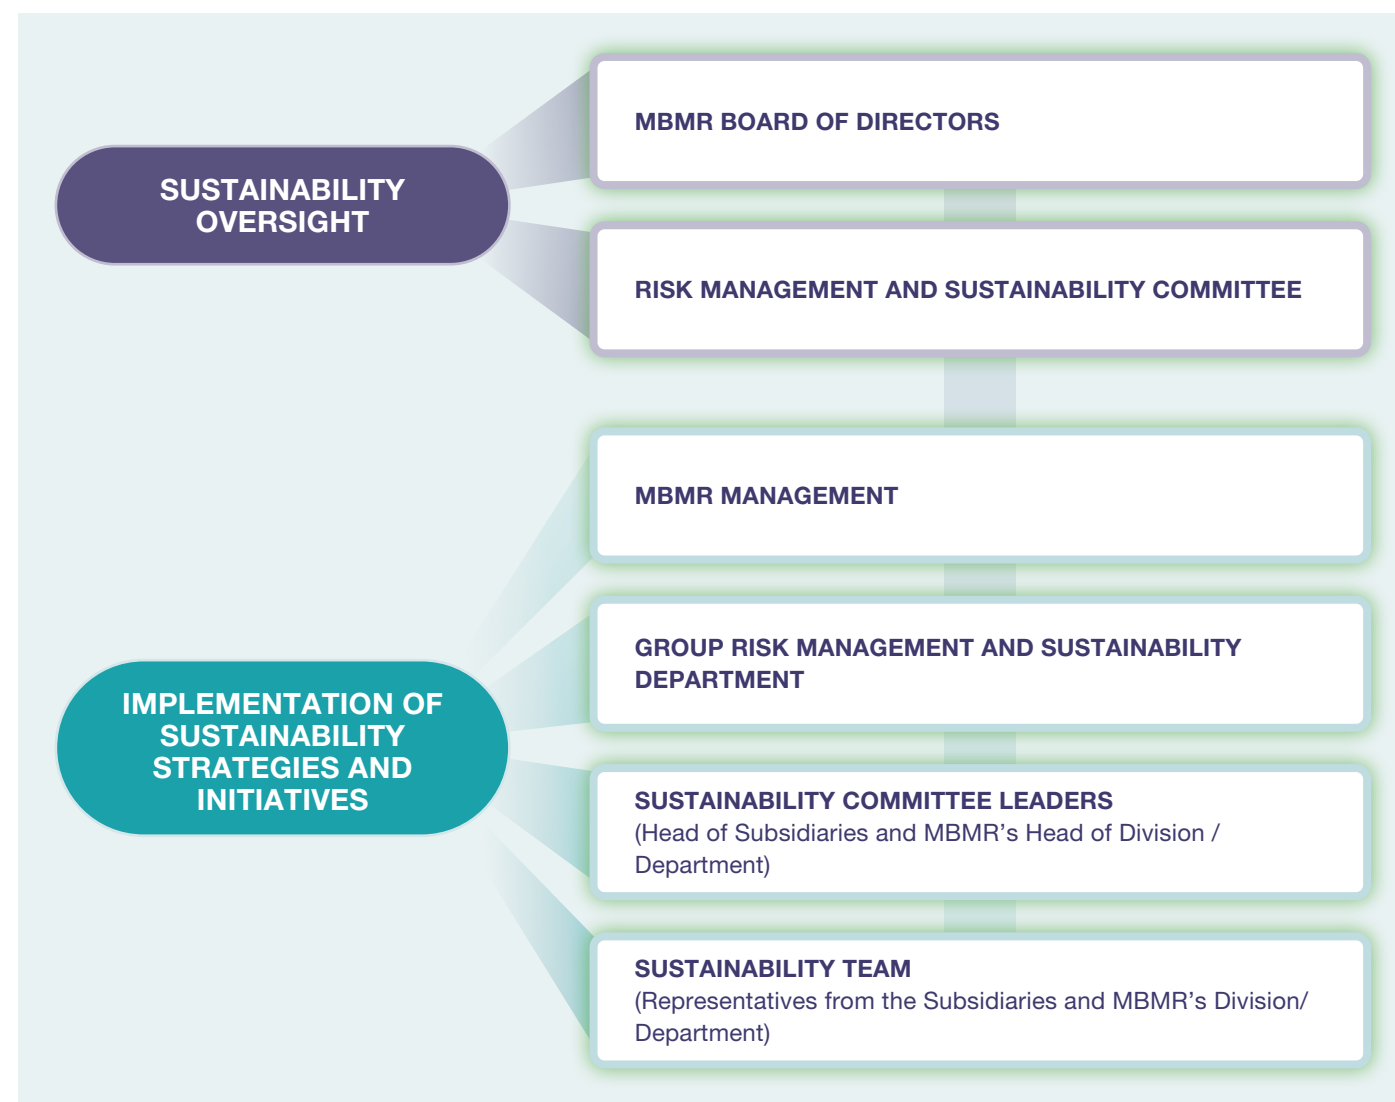 SUSTAINABILITY
OVERSIGHT
MBMR BOARD OF DIRECTORS
RISK MANAGEMENT AND SUSTAINABILITY COMMITTEE
IMPLEMENTATION OF
SUSTAINABILITY
STRATEGIES AND
INITIATIVES
MBMR MANAGEMENT
GROUP RISK MANAGEMENT AND SUSTAINABILITY
DEPARTMENT
SUSTAINABILITY COMMITTEE LEADERS
(Head of Subsidiaries and MBMR’s Head of Division /
Department)
SUSTAINABILITY TEAM
(Representatives from the Subsidiaries and MBMR’s Division/
Department)